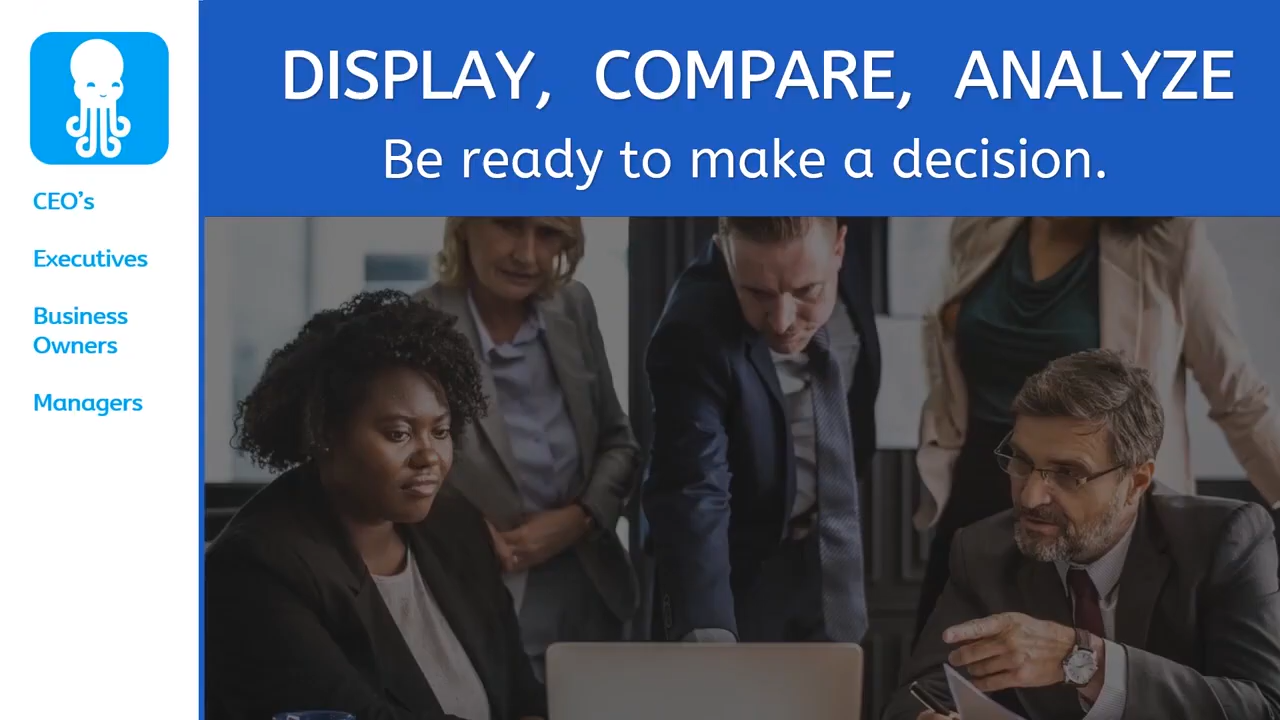 DISPLAY, COMPARE, ANALYZE
Be ready to make a decision.
CEO’s
Executives
Business
Owners
Managers